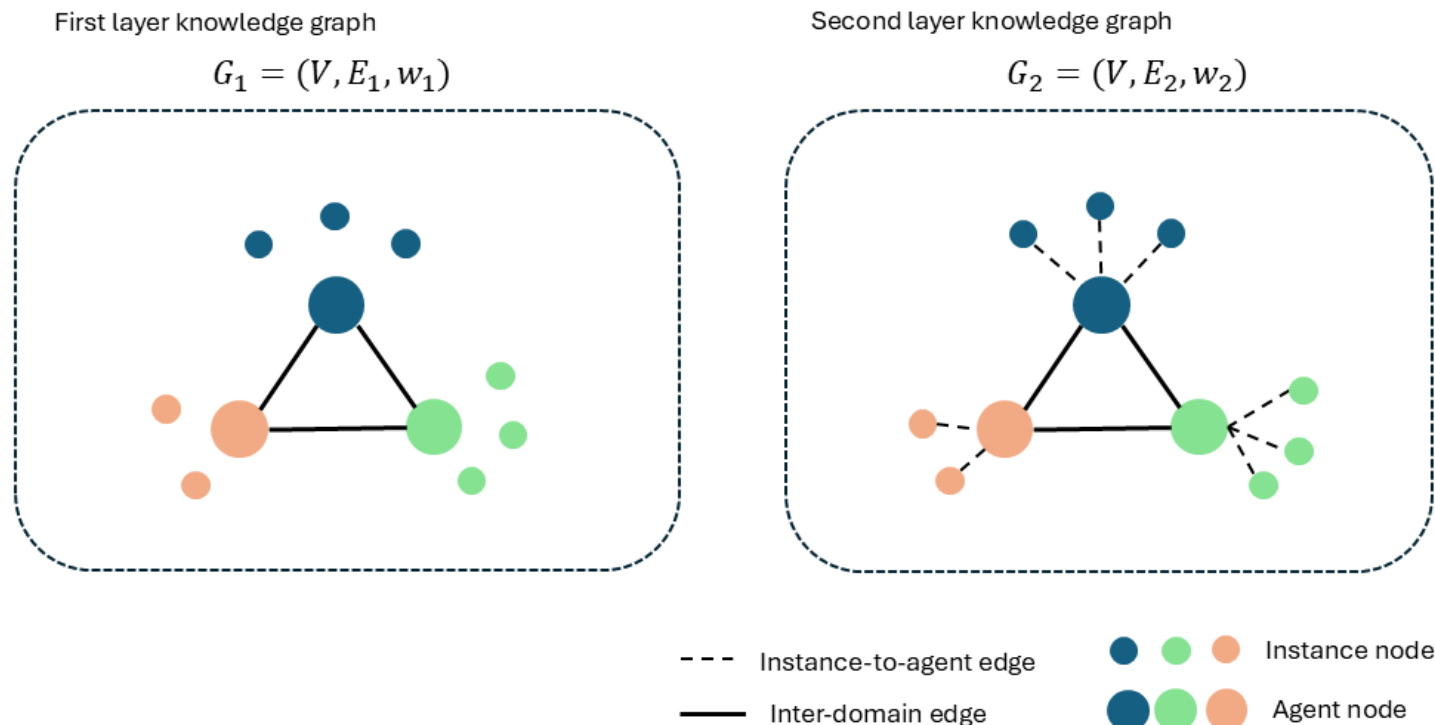 First layer knowledge graph
G₁ = (V, E₁, w₁)
Second layer knowledge graph
G₂ = (V, E₂, w₂)
Instance-to-agent edge
Instance node
Inter-domain edge
Agent node